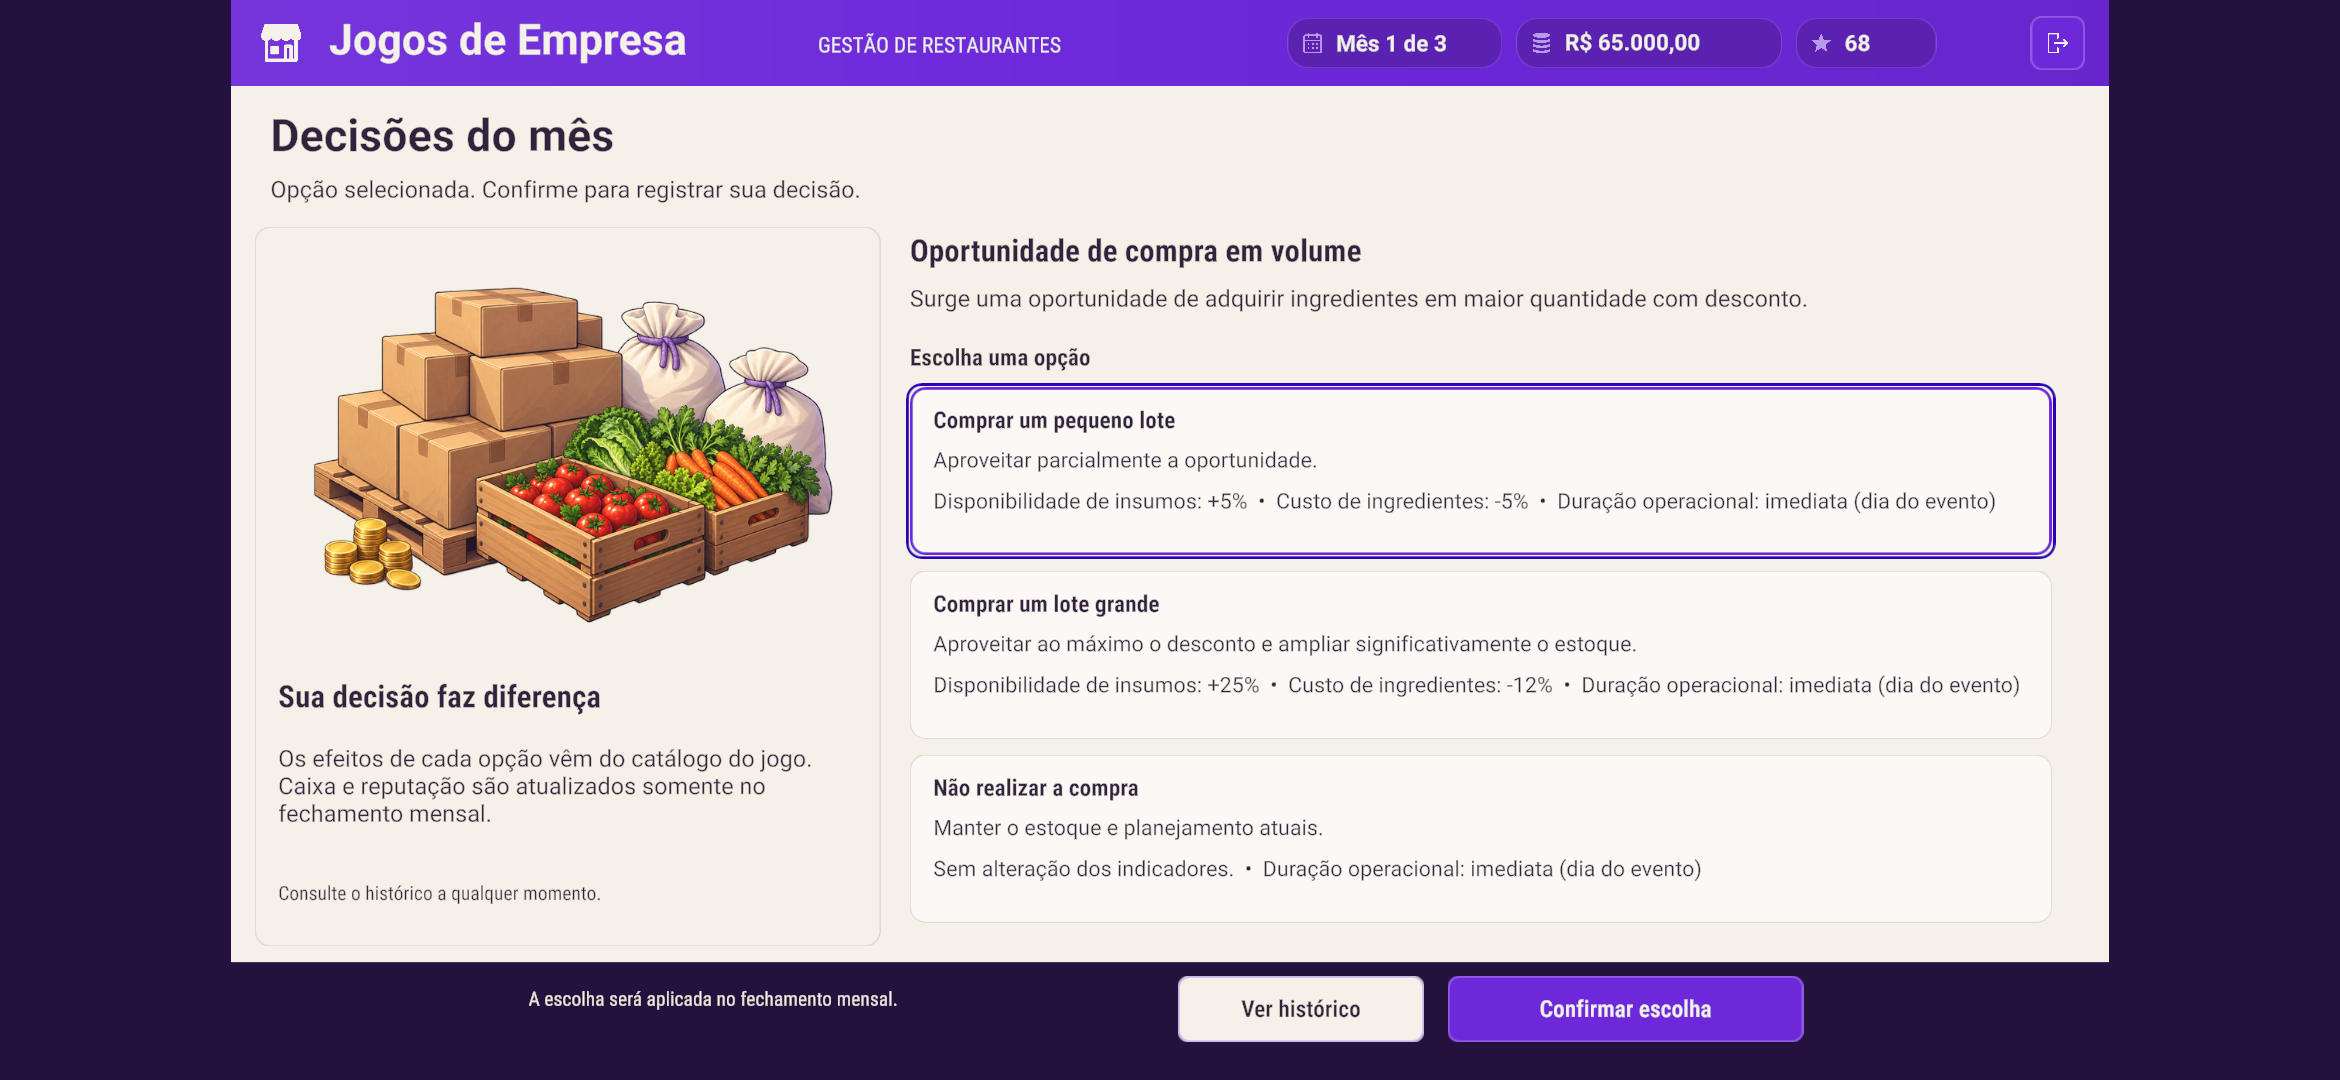 Jogos de Empresa
GESTÃO DE RESTAURANTES
Mês 1 de 3
R$ 65.000,00
68
Decisões do mês
Opção selecionada. Confirme para registrar sua decisão.
Oportunidade de compra em volume
Surge uma oportunidade de adquirir ingredientes em maior quantidade com desconto.
Escolha uma opção
Comprar um pequeno lote
Aproveitar parcialmente a oportunidade.
Disponibilidade de insumos: +5% • Custo de ingredientes: -5% • Duração operacional: imediata (dia do evento)
Comprar um lote grande
Aproveitar ao máximo o desconto e ampliar significativamente o estoque.
Disponibilidade de insumos: +25% • Custo de ingredientes: -12% • Duração operacional: imediata (dia do evento)
Não realizar a compra
Manter o estoque e planejamento atuais.
Sem alteração dos indicadores. • Duração operacional: imediata (dia do evento)
Sua decisão faz diferença
Os efeitos de cada opção vêm do catálogo do jogo.
Caixa e reputação são atualizados somente no
fechamento mensal.
Consulte o histórico a qualquer momento.
A escolha será aplicada no fechamento mensal.
Ver histórico
Confirmar escolha